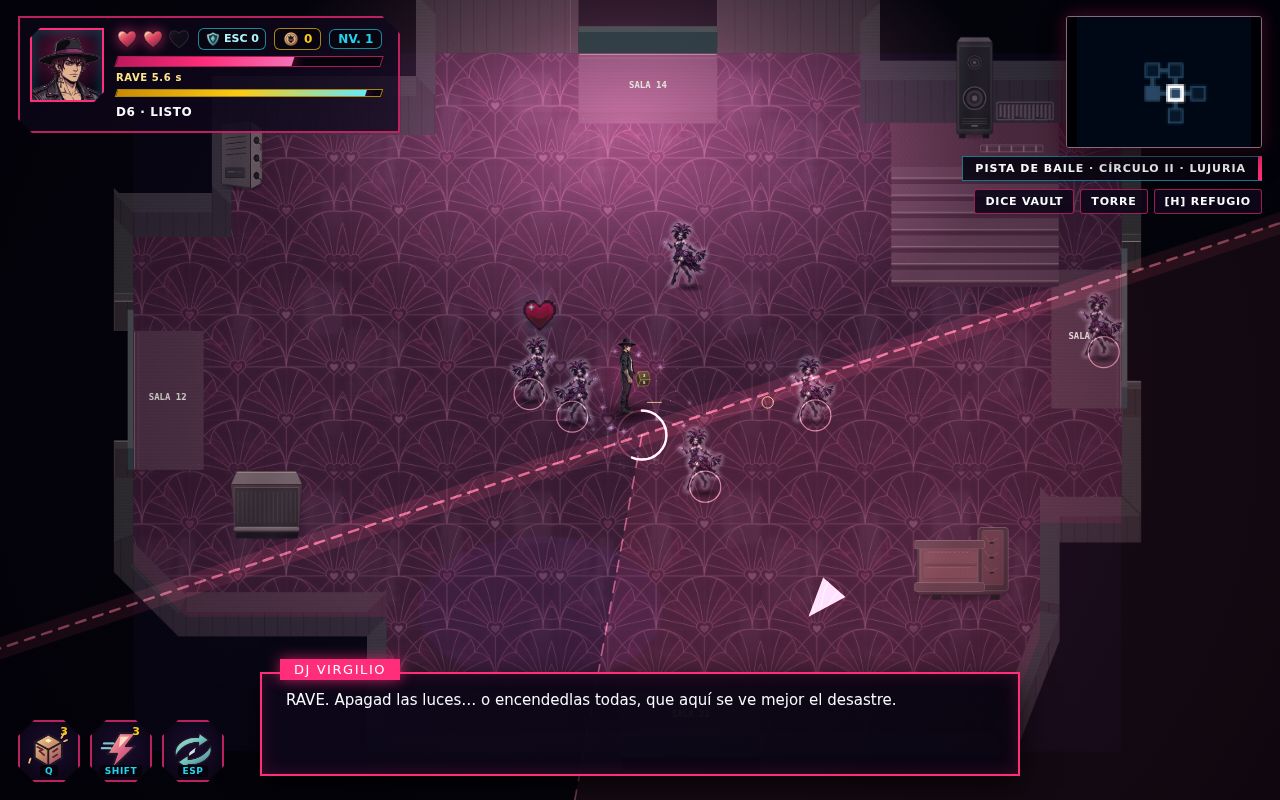 ESC 0
0
NV. 1
RAVE 5.6 s
D6 · LISTO
SALA 14
PISTA DE BAILE · CÍRCULO II · LUJURIA
DICE VAULT
TORRE
[H] REFUGIO
SALA
SALA 12
DJ VIRGILIO
RAVE. Apagad las luces... o encendedlas todas, que aquí se ve mejor el desastre.
3
Q
3
SHIFT
ESP